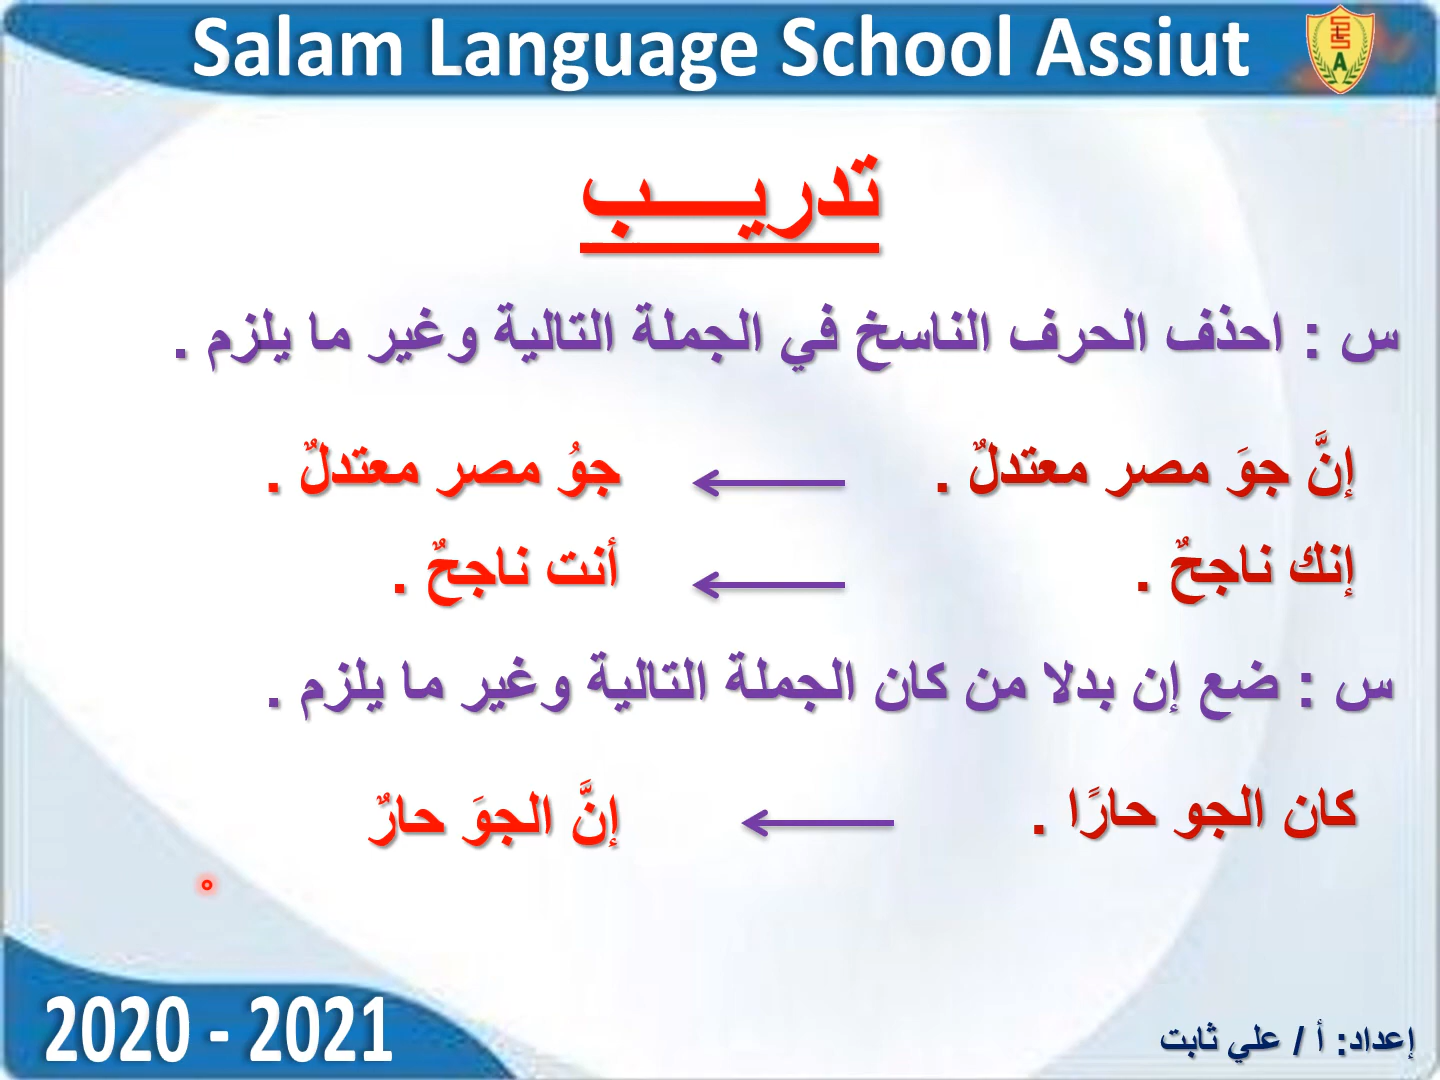 Salam Language School Assiut
تدريـــب
س : احذف الحرف الناسخ في الجملة التالية وغير ما يلزم .
إنَّ جوَ مصر معتدلٌ . جوُ مصر معتدلٌ .
إنك ناجحٌ . أنت ناجحٌ .
س : ضع إن بدلا من كان الجملة التالية وغير ما يلزم .
كان الجو حارًا . إنَّ الجوَ حارٌ
2020 - 2021
إعداد: أ / علي ثابت